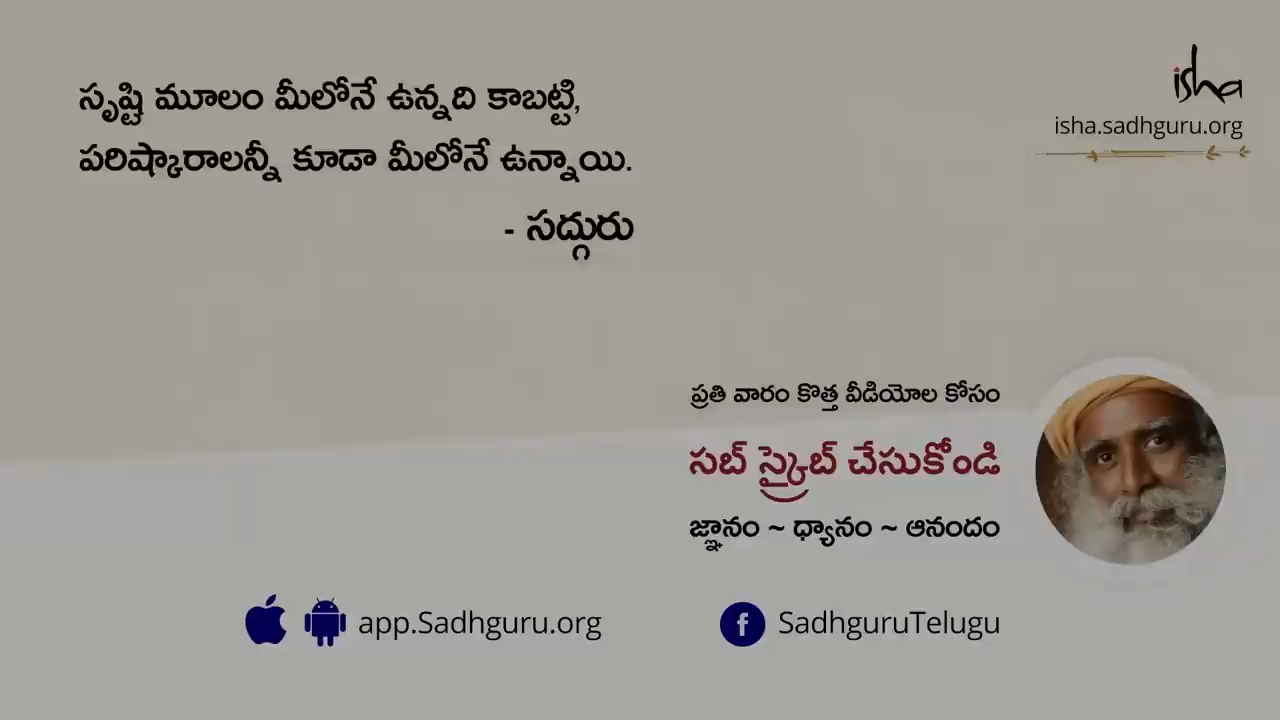 సృష్టి మూలం మీలోనే ఉన్నది కాబట్టి,
పరిష్కారాలన్నీ కూడా మీలోనే ఉన్నాయి.
- సద్గురు
isha
isha.sadhguru.org
ప్రతి వారం కొత్త వీడియోల కోసం
సబ్ స్క్రైబ్ చేసుకోండి
జ్ఞానం ~ ధ్యానం ~ ఆనందం
app.Sadhguru.org
f SadhguruTelugu